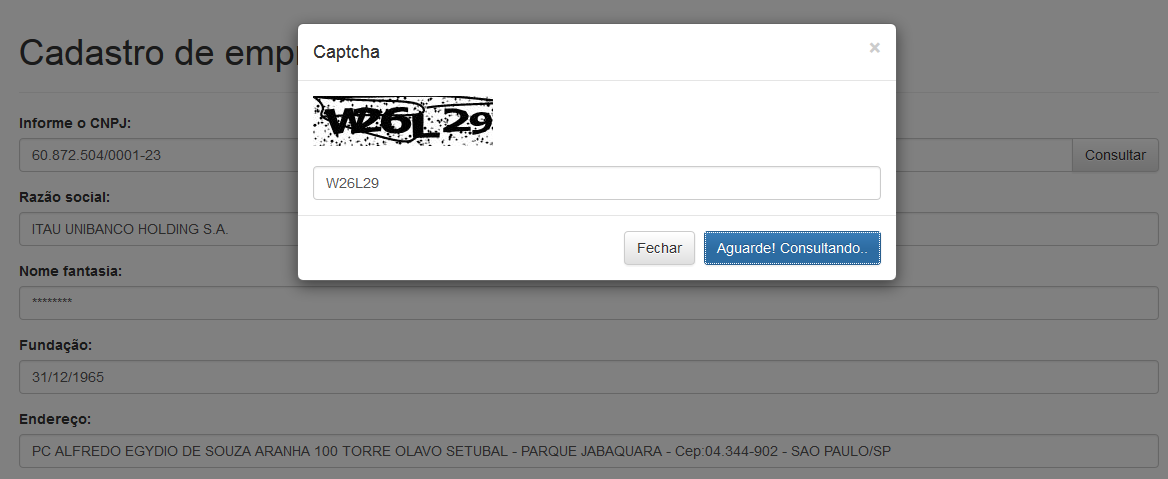 Cadastro de emp
Captcha
×
W26L29
Informe o CNPJ:
60.872.504/0001-23
Consultar
W26L29
Razão social:
ITAU UNIBANCO HOLDING S.A.
Fechar
Aguarde! Consultando..
Nome fantasia:
********
Fundação:
31/12/1965
Endereço:
PC ALFREDO EGYDIO DE SOUZA ARANHA 100 TORRE OLAVO SETUBAL - PARQUE JABAQUARA - Cep:04.344-902 - SAO PAULO/SP